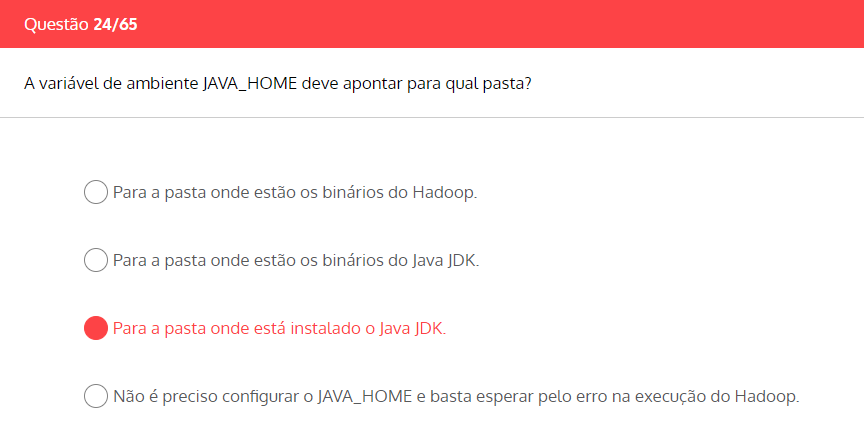 Questão 24/65
A variável de ambiente JAVA_HOME deve apontar para qual pasta?
Para a pasta onde estão os binários do Hadoop.
Para a pasta onde estão os binários do Java JDK.
Para a pasta onde está instalado o Java JDK.
Não é preciso configurar o JAVA_HOME e basta esperar pelo erro na execução do Hadoop.